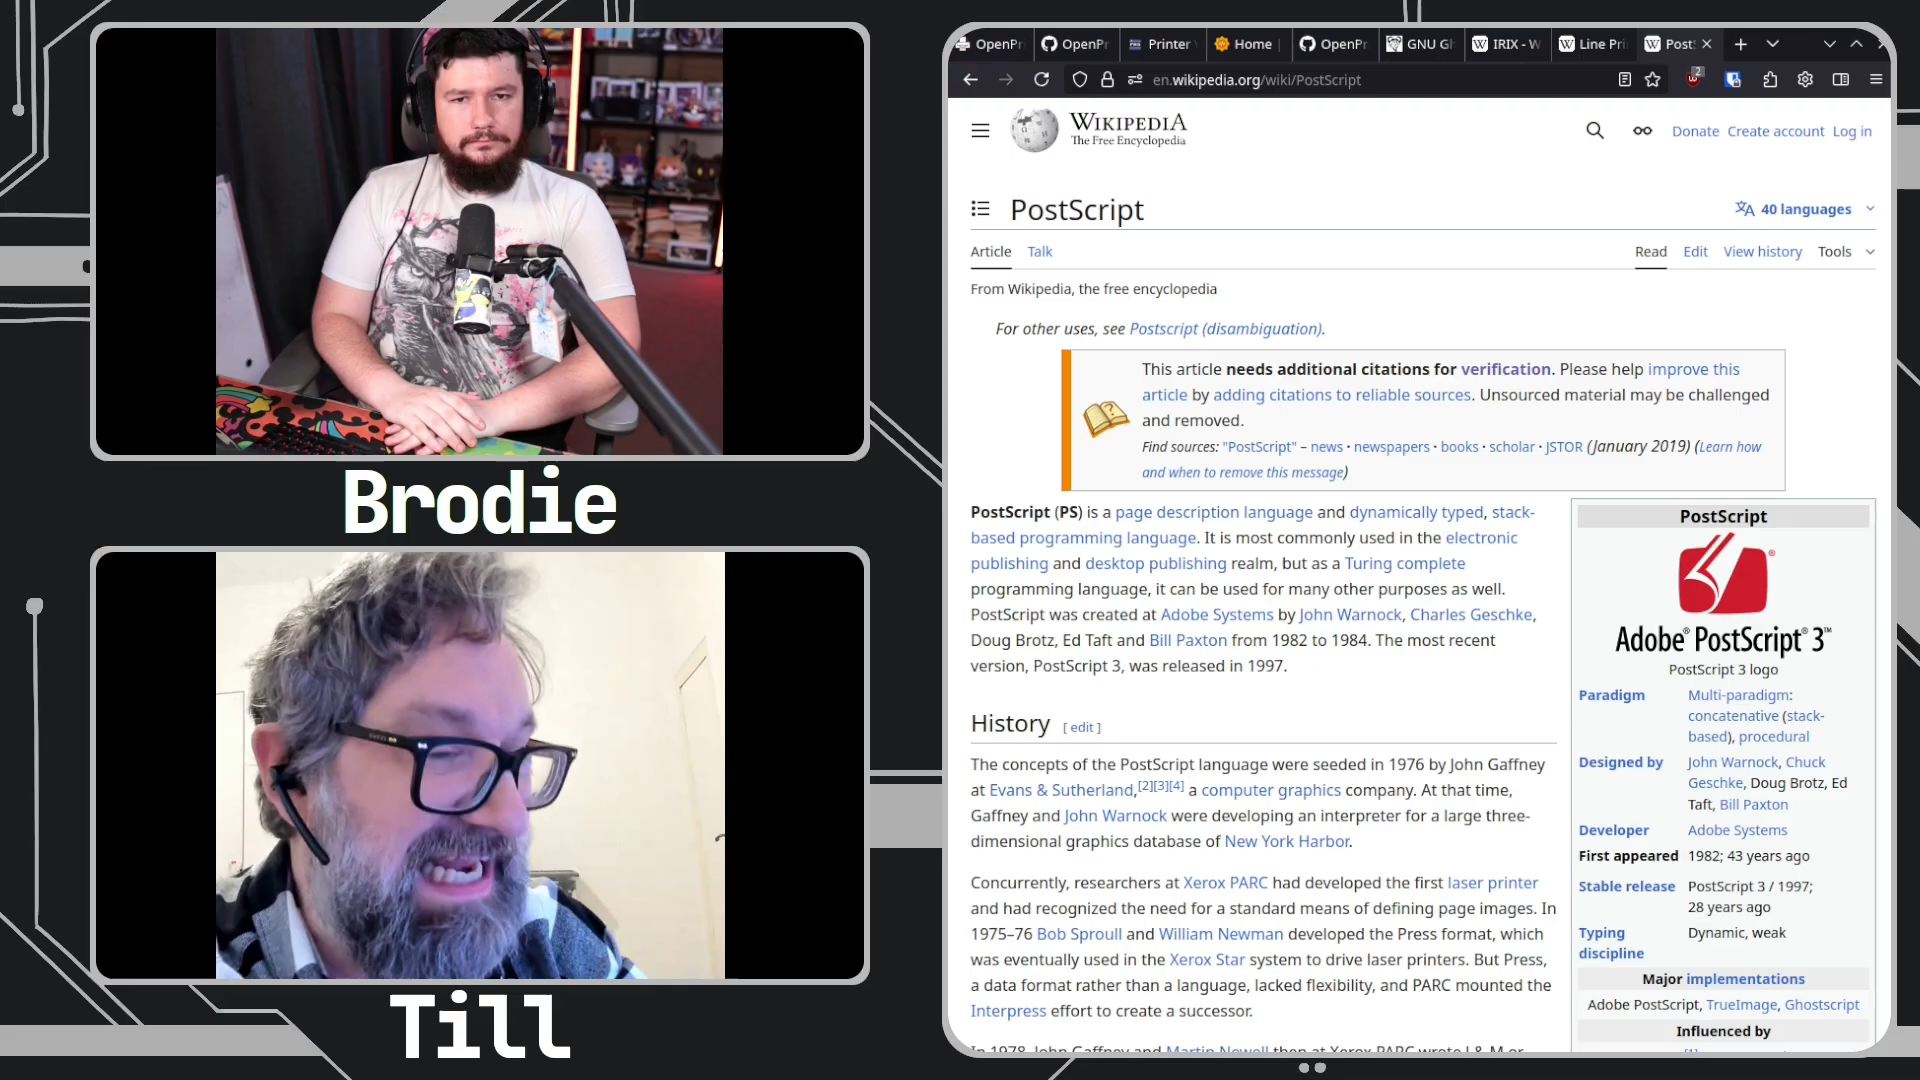 Brodie
Till
OpenPr
OpenPr
Printer
Home
OpenPr
GNU Gh
IRIX - W
Line Pri
Post
en.wikipedia.org/wiki/PostScript
2
WIKIPEDIA
The Free Encyclopedia
Donate Create account Log in
PostScript
40 languages
Article Talk
Read Edit View history Tools
From Wikipedia, the free encyclopedia
For other uses, see Postscript (disambiguation).
This article needs additional citations for verification. Please help improve this
article by adding citations to reliable sources. Unsourced material may be challenged
and removed.
Find sources: "PostScript" – news · newspapers · books · scholar · JSTOR (January 2019) (Learn how
and when to remove this message)
PostScript (PS) is a page description language and dynamically typed, stack-
based programming language. It is most commonly used in the electronic
publishing and desktop publishing realm, but as a Turing complete
programming language, it can be used for many other purposes as well.
PostScript was created at Adobe Systems by John Warnock, Charles Geschke,
Doug Brotz, Ed Taft and Bill Paxton from 1982 to 1984. The most recent
version, PostScript 3, was released in 1997.
History [ edit ]
The concepts of the PostScript language were seeded in 1976 by John Gaffney
at Evans & Sutherland,[2][3][4] a computer graphics company. At that time,
Gaffney and John Warnock were developing an interpreter for a large three-
dimensional graphics database of New York Harbor.
Concurrently, researchers at Xerox PARC had developed the first laser printer
and had recognized the need for a standard means of defining page images. In
1975–76 Bob Sproull and William Newman developed the Press format, which
was eventually used in the Xerox Star system to drive laser printers. But Press,
a data format rather than a language, lacked flexibility, and PARC mounted the
Interpress effort to create a successor.
In 1978, John Gaffney and Martin Newell then at Xerox PARC wrote J & M or
PostScript
Adobe® PostScript® 3™
PostScript 3 logo
Paradigm Multi-paradigm:
concatenative (stack-
based), procedural
Designed by John Warnock, Chuck
Geschke, Doug Brotz, Ed
Taft, Bill Paxton
Developer Adobe Systems
First appeared 1982; 43 years ago
Stable release PostScript 3 / 1997;
28 years ago
Typing Dynamic, weak
discipline
Major implementations
Adobe PostScript, TrueImage, Ghostscript
Influenced by